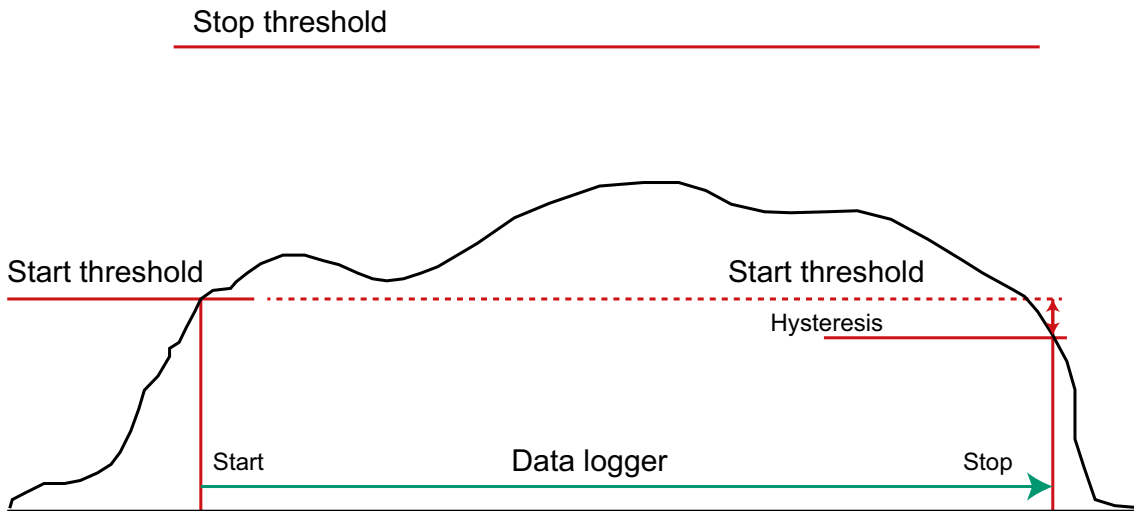 Stop threshold
Start threshold
Start threshold
Hysteresis
Start
Data logger
Stop